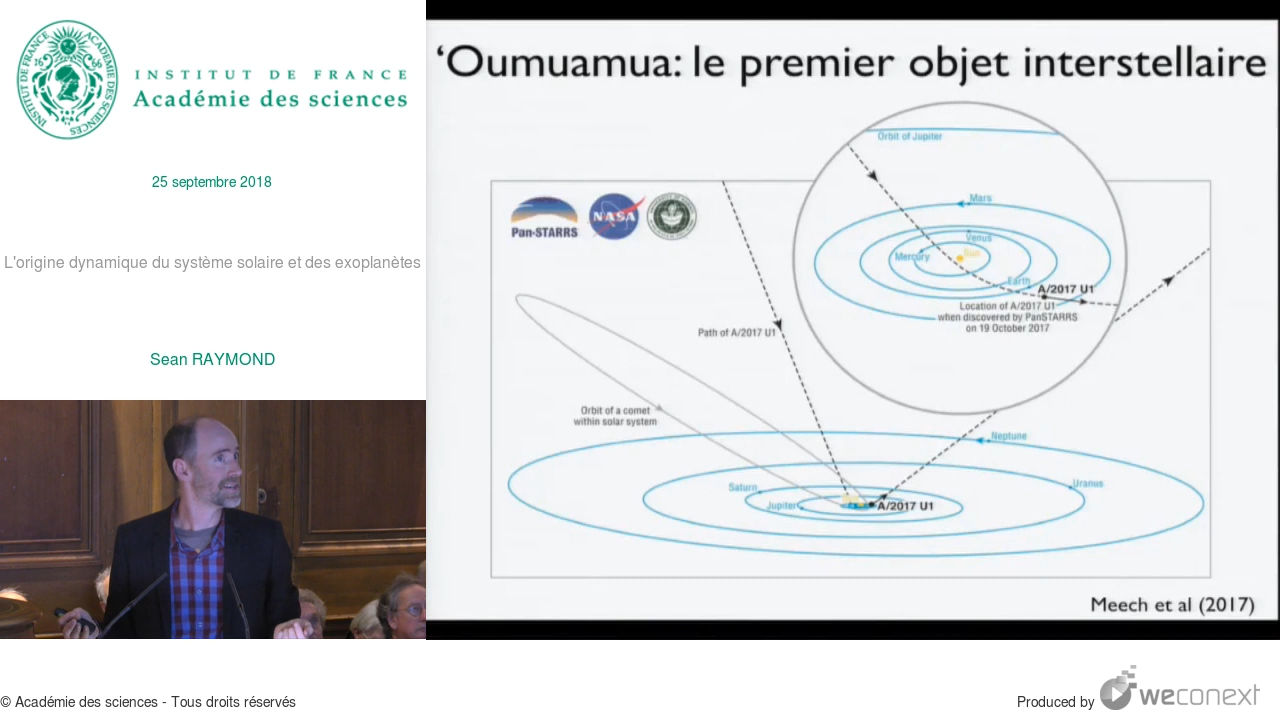 INSTITUT DE FRANCE
Académie des sciences
25 septembre 2018
L'origine dynamique du système solaire et des exoplanètes
Sean RAYMOND
‘Oumuamua: le premier objet interstellaire
Orbit of Jupiter
Pan-STARRS
NASA
Mars
Venus
Mercury
Sun
Earth
A/2017 U1
Location of A/2017 U1
when discovered by PanSTARRS
on 19 October 2017
Path of A/2017 U1
Orbit of a comet
within solar system
Neptune
Saturn
Uranus
Jupiter
A/2017 U1
Meech et al (2017)
© Académie des sciences - Tous droits réservés
Produced by weconext